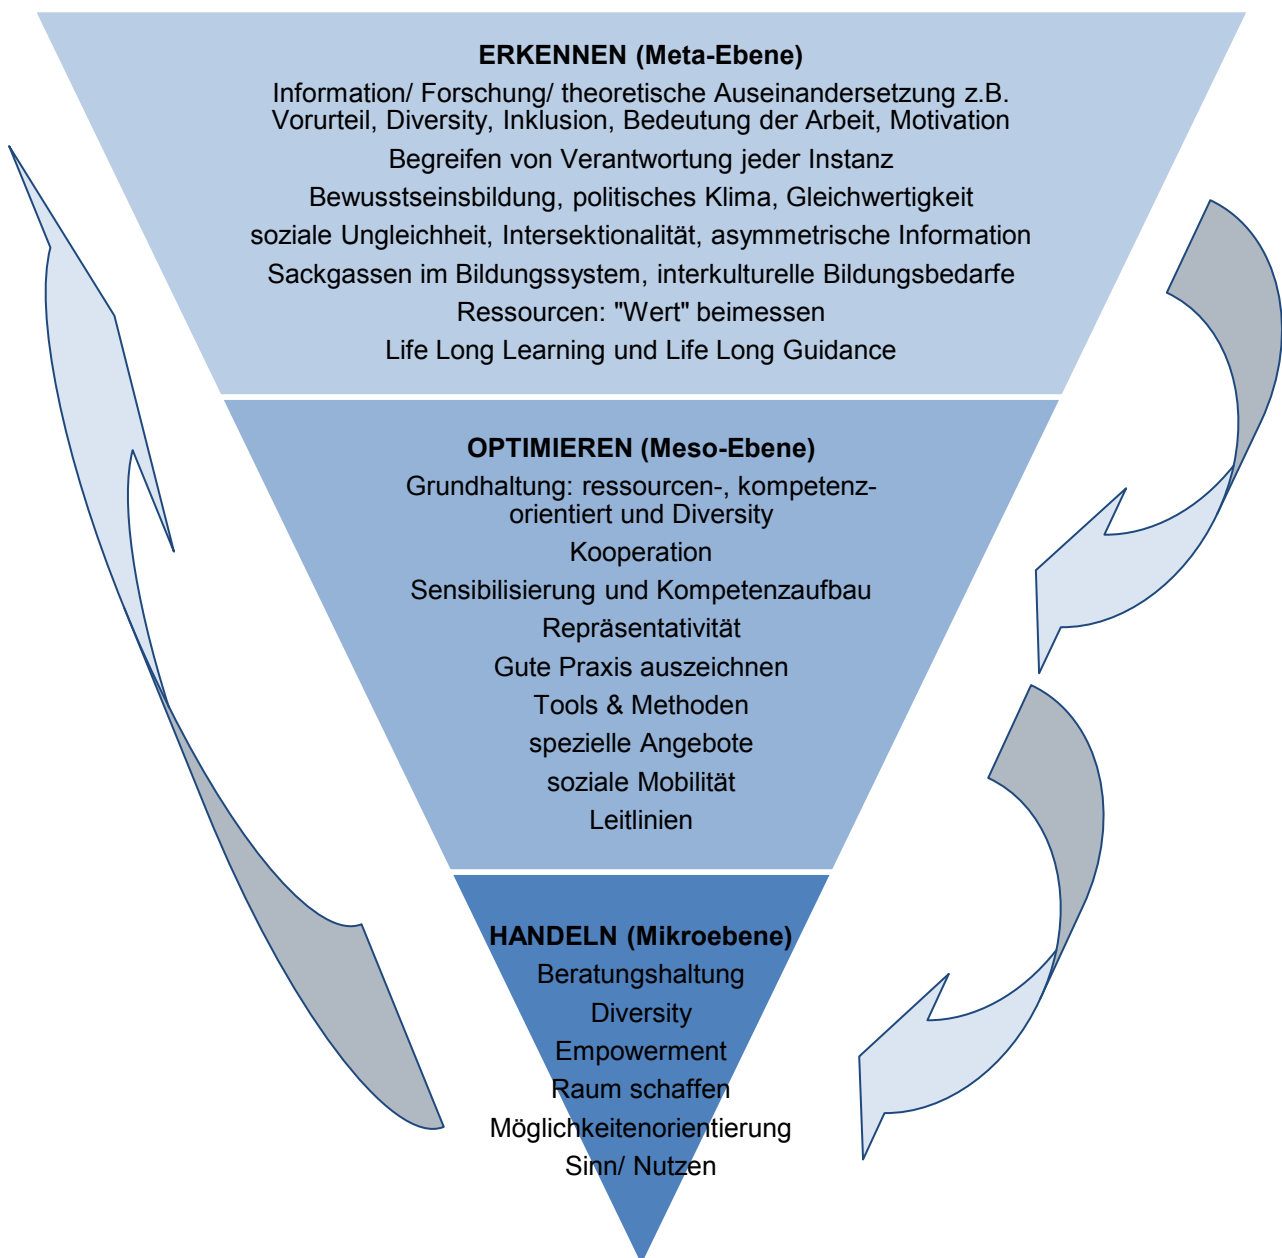 ERKENNEN (Meta-Ebene)
Information/ Forschung/ theoretische Auseinandersetzung z.B.
Vorurteil, Diversity, Inklusion, Bedeutung der Arbeit, Motivation
Begreifen von Verantwortung jeder Instanz
Bewusstseinsbildung, politisches Klima, Gleichwertigkeit
soziale Ungleichheit, Intersektionalität, asymmetrische Information
Sackgassen im Bildungssystem, interkulturelle Bildungsbedarfe
Ressourcen: "Wert" beimessen
Life Long Learning und Life Long Guidance
OPTIMIEREN (Meso-Ebene)
Grundhaltung: ressourcen-, kompetenz-
orientiert und Diversity
Kooperation
Sensibilisierung und Kompetenzaufbau
Repräsentativität
Gute Praxis auszeichnen
Tools & Methoden
spezielle Angebote
soziale Mobilität
Leitlinien
HANDELN (Mikroebene)
Beratungshaltung
Diversity
Empowerment
Raum schaffen
Möglichkeitenorientierung
Sinn/ Nutzen